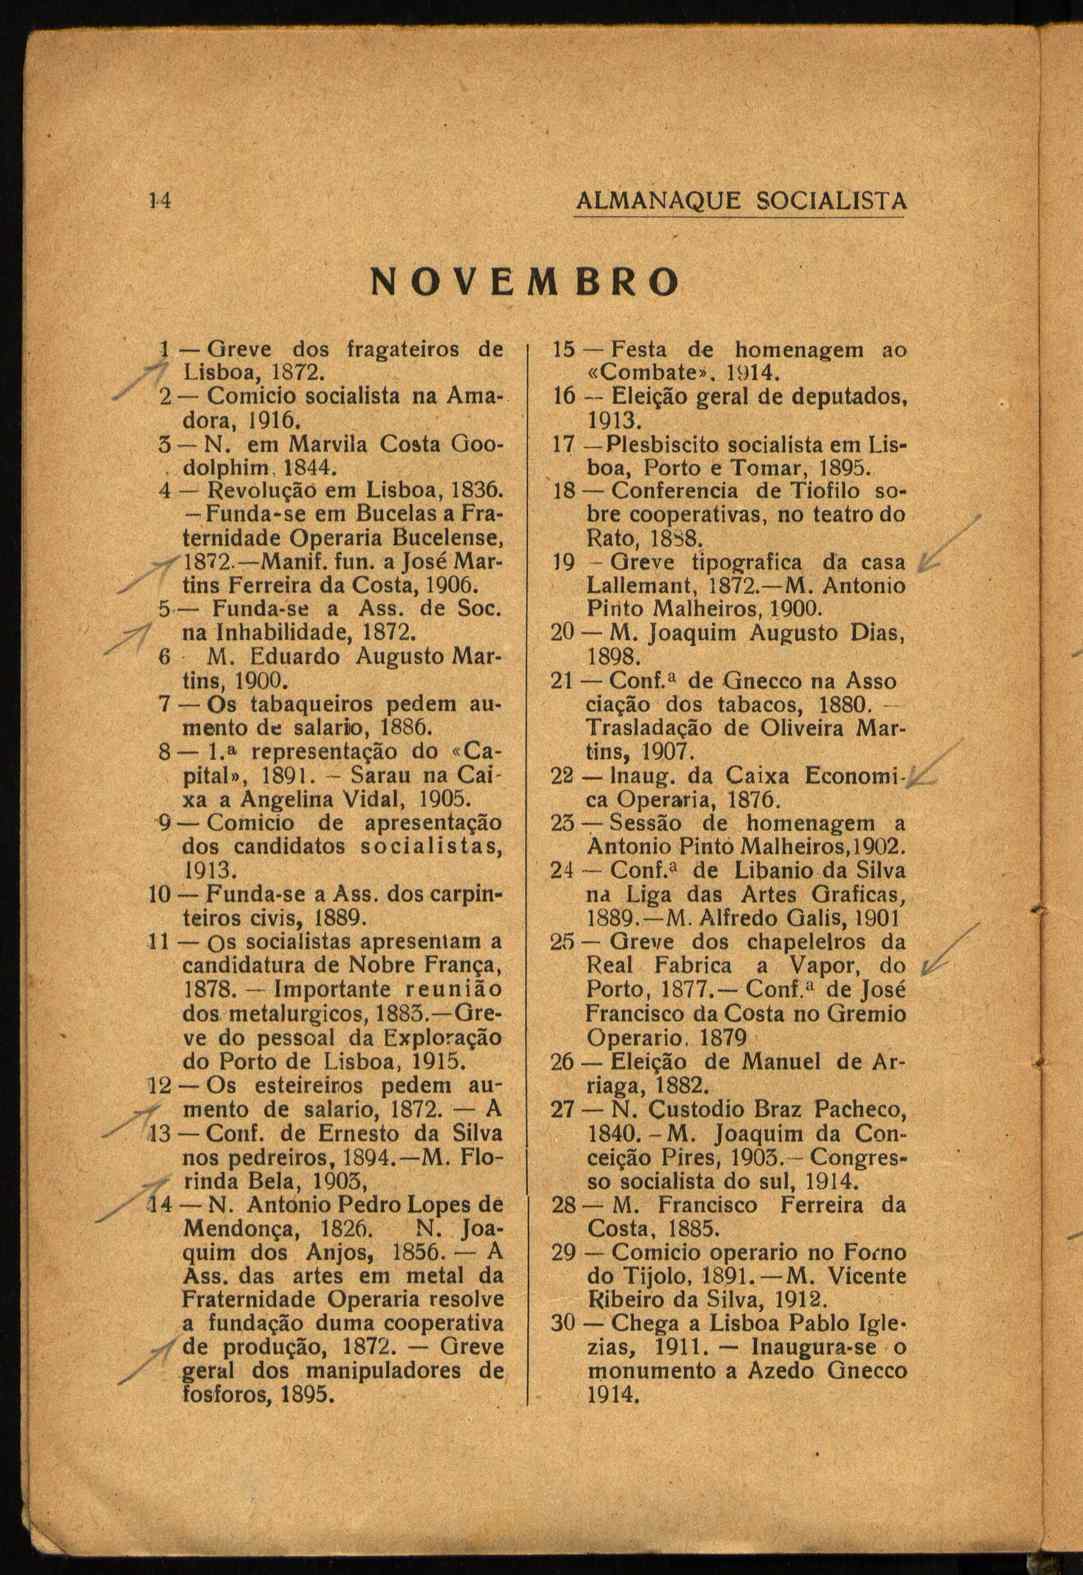 14
ALMANAQUE SOCIALISTA
NOVEMBRO
1 — Greve dos fragateiros de
Lisboa, 1872.
2 — Comicio socialista na Ama-
dora, 1916.
3 — N. em Marvila Costa Goo-
dolphim, 1844.
4 — Revolução em Lisboa, 1836.
— Funda-se em Bucelas a Fra-
ternidade Operaria Bucelense,
1872.—Manif. fun. a José Mar-
tins Ferreira da Costa, 1906.
5 — Funda-se a Ass. de Soc.
na Inhabilidade, 1872.
6 M. Eduardo Augusto Mar-
tins, 1900.
7 — Os tabaqueiros pedem au-
mento de salario, 1886.
8 — 1.ª representação do «Ca-
pital», 1891. — Sarau na Cai-
xa a Angelina Vidal, 1905.
9 — Comicio de apresentação
dos candidatos socialistas,
1913.
10 — Funda-se a Ass. dos carpin-
teiros civis, 1889.
11 — Os socialistas apresentam a
candidatura de Nobre França,
1878. — Importante reunião
dos metalurgicos, 1883.—Gre-
ve do pessoal da Exploração
do Porto de Lisboa, 1915.
12 — Os esteireiros pedem au-
mento de salario, 1872. — A
13 — Conf. de Ernesto da Silva
nos pedreiros, 1894.—M. Flo-
rinda Bela, 1903,
14 — N. Antonio Pedro Lopes de
Mendonça, 1826. N. Joa-
quim dos Anjos, 1856. — A
Ass. das artes em metal da
Fraternidade Operaria resolve
a fundação duma cooperativa
de produção, 1872. — Greve
geral dos manipuladores de
fosforos, 1895.
15 — Festa de homenagem ao
«Combate», 1914.
16 — Eleição geral de deputados,
1913.
17 — Plesbiscito socialista em Lis-
boa, Porto e Tomar, 1895.
18 — Conferencia de Tiofilo so-
bre cooperativas, no teatro do
Rato, 1888.
19 — Greve tipografica da casa
Lallemant, 1872.—M. Antonio
Pinto Malheiros, 1900.
20 — M. Joaquim Augusto Dias,
1898.
21 — Conf.ª de Gnecco na Asso
ciação dos tabacos, 1880. —
Trasladação de Oliveira Mar-
tins, 1907.
22 — Inaug. da Caixa Economi-
ca Operaria, 1876.
23 — Sessão de homenagem a
Antonio Pinto Malheiros, 1902.
24 — Conf.ª de Libanio da Silva
na Liga das Artes Graficas,
1889.—M. Alfredo Galis, 1901
25 — Greve dos chapeleiros da
Real Fabrica a Vapor, do
Porto, 1877.— Conf.ª de José
Francisco da Costa no Gremio
Operario, 1879
26 — Eleição de Manuel de Ar-
riaga, 1882.
27 — N. Custodio Braz Pacheco,
1840. — M. Joaquim da Con-
ceição Pires, 1903. — Congres-
so socialista do sul, 1914.
28 — M. Francisco Ferreira da
Costa, 1885.
29 — Comicio operario no Forno
do Tijolo, 1891. — M. Vicente
Ribeiro da Silva, 1912.
30 — Chega a Lisboa Pablo Igle-
zias, 1911. — Inaugura-se o
monumento a Azedo Gnecco
1914.